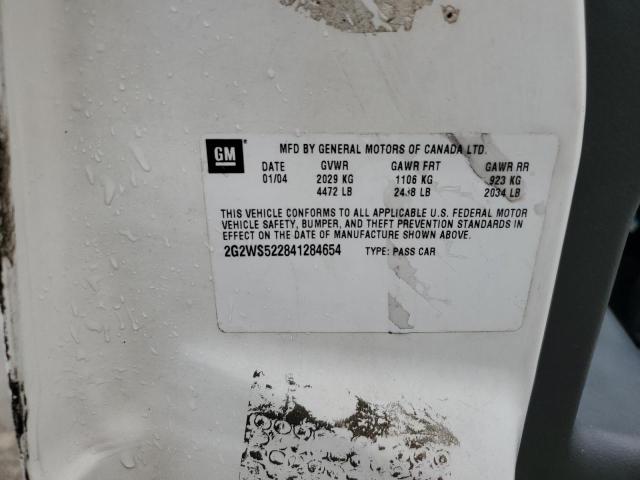 GM
MFD BY GENERAL MOTORS OF CANADA LTD.
DATE GVWR GAWR FRT GAWR RR
01/04 2029 KG 1106 KG 923 KG
4472 LB LB 2034 LB
THIS VEHICLE CONFORMS TO ALL APPLICABLE U.S. FEDERAL MOTOR
VEHICLE SAFETY, BUMPER, AND THEFT PREVENTION STANDARDS IN
EFFECT ON THE DATE OF MANUFACTURE SHOWN ABOVE.
2G2WS522841284654 TYPE: PASS CAR